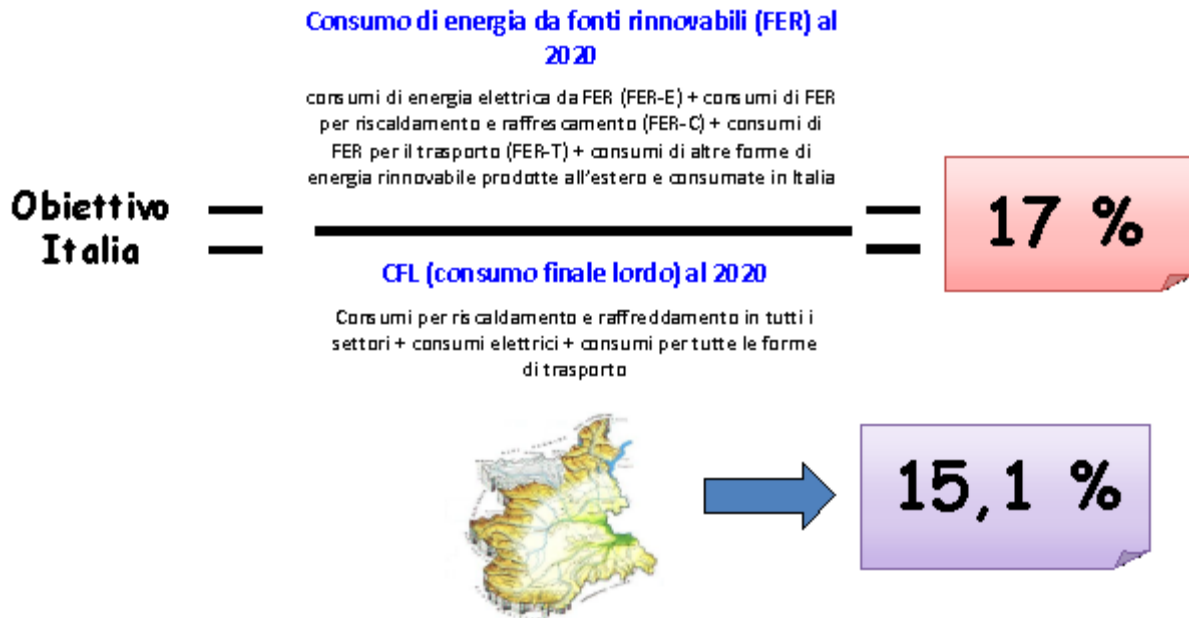 Consumo di energia da fonti rinnovabili (FER) al
2020
consumi di energia elettrica da FER (FER-E) + consumi di FER
per riscaldamento e raffrescamento (FER-C) + consumi di
FER per il trasporto (FER-T) + consumi di altre forme di
energia rinnovabile prodotte all'estero e consumate in Italia
Obiettivo
Italia
=
=
17 %
CFL (consumo finale lordo) al 2020
Consumi per riscaldamento e raffreddamento in tutti i
settori + consumi elettrici + consumi per tutte le forme
di trasporto
15,1 %